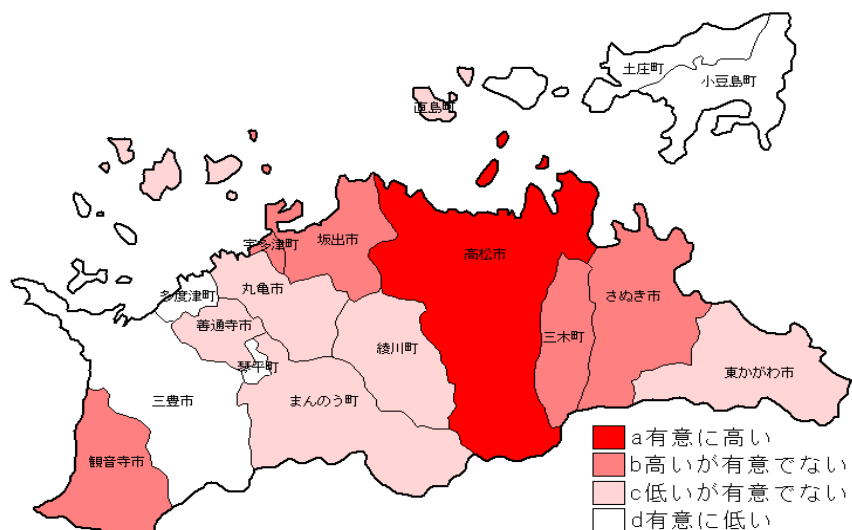 土庄町
小豆島町
直島町
宇多津町
坂出市
高松市
多度津町
丸亀市
さぬき市
善通寺市
綾川町
三木町
琴平町
東かがわ市
三豊市
まんのう町
観音寺市
a有意に高い
b高いが有意でない
c低いが有意でない
d有意に低い